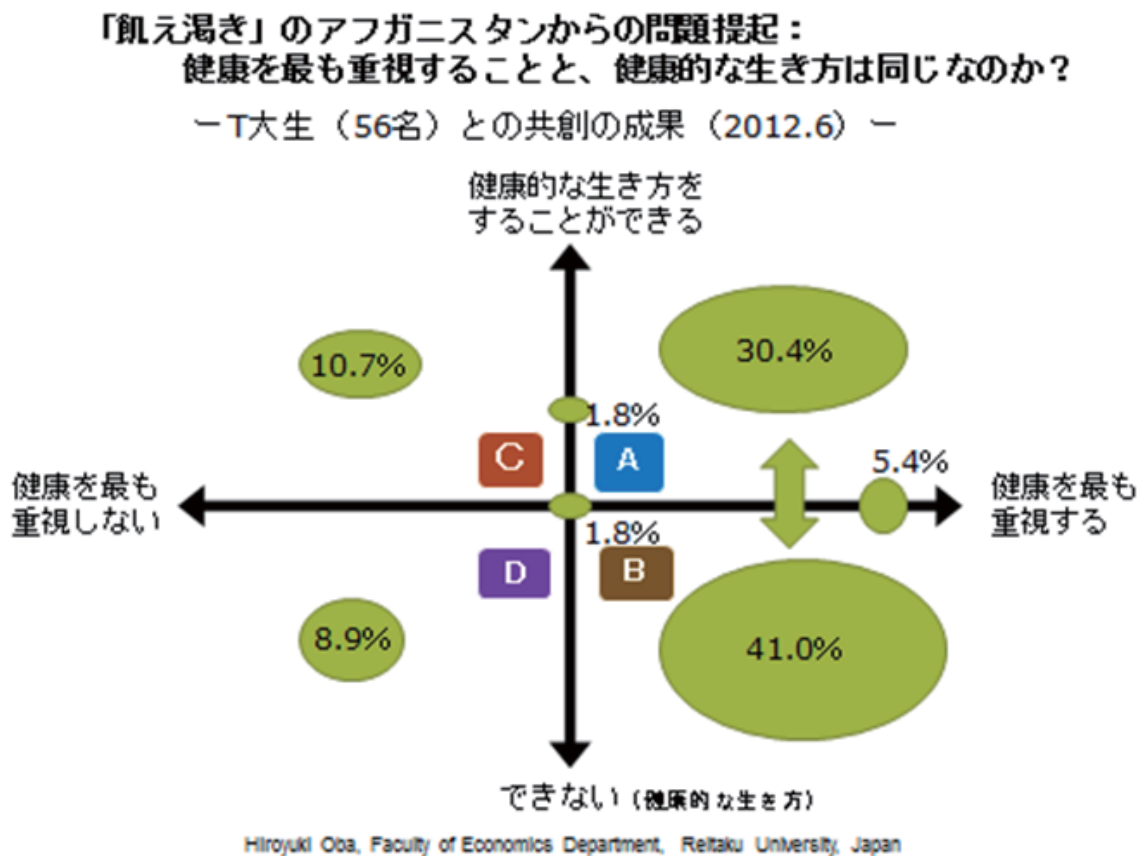 「飢え渇き」のアフガニスタンからの問題提起：
健康を最も重視することと、健康的な生き方は同じなのか？
ーT大生（56名）との共創の成果（2012.6）ー
健康的な生き方を
することができる
10.7%
30.4%
1.8%
C
A
5.4%
健康を最も
重視しない
健康を最も
重視する
1.8%
D
B
8.9%
41.0%
できない（健康的な生き方）
Hiroyuki Oba, Faculty of Economics Department, Reitaku University, Japan